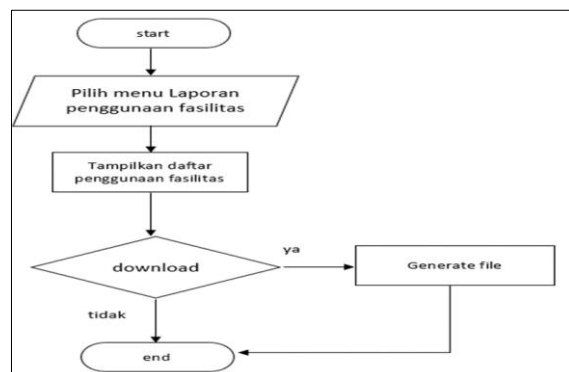 start
Pilih menu Laporan
penggunaan fasilitas
Tampilkan daftar
penggunaan fasilitas
download
ya
Generate file
tidak
end